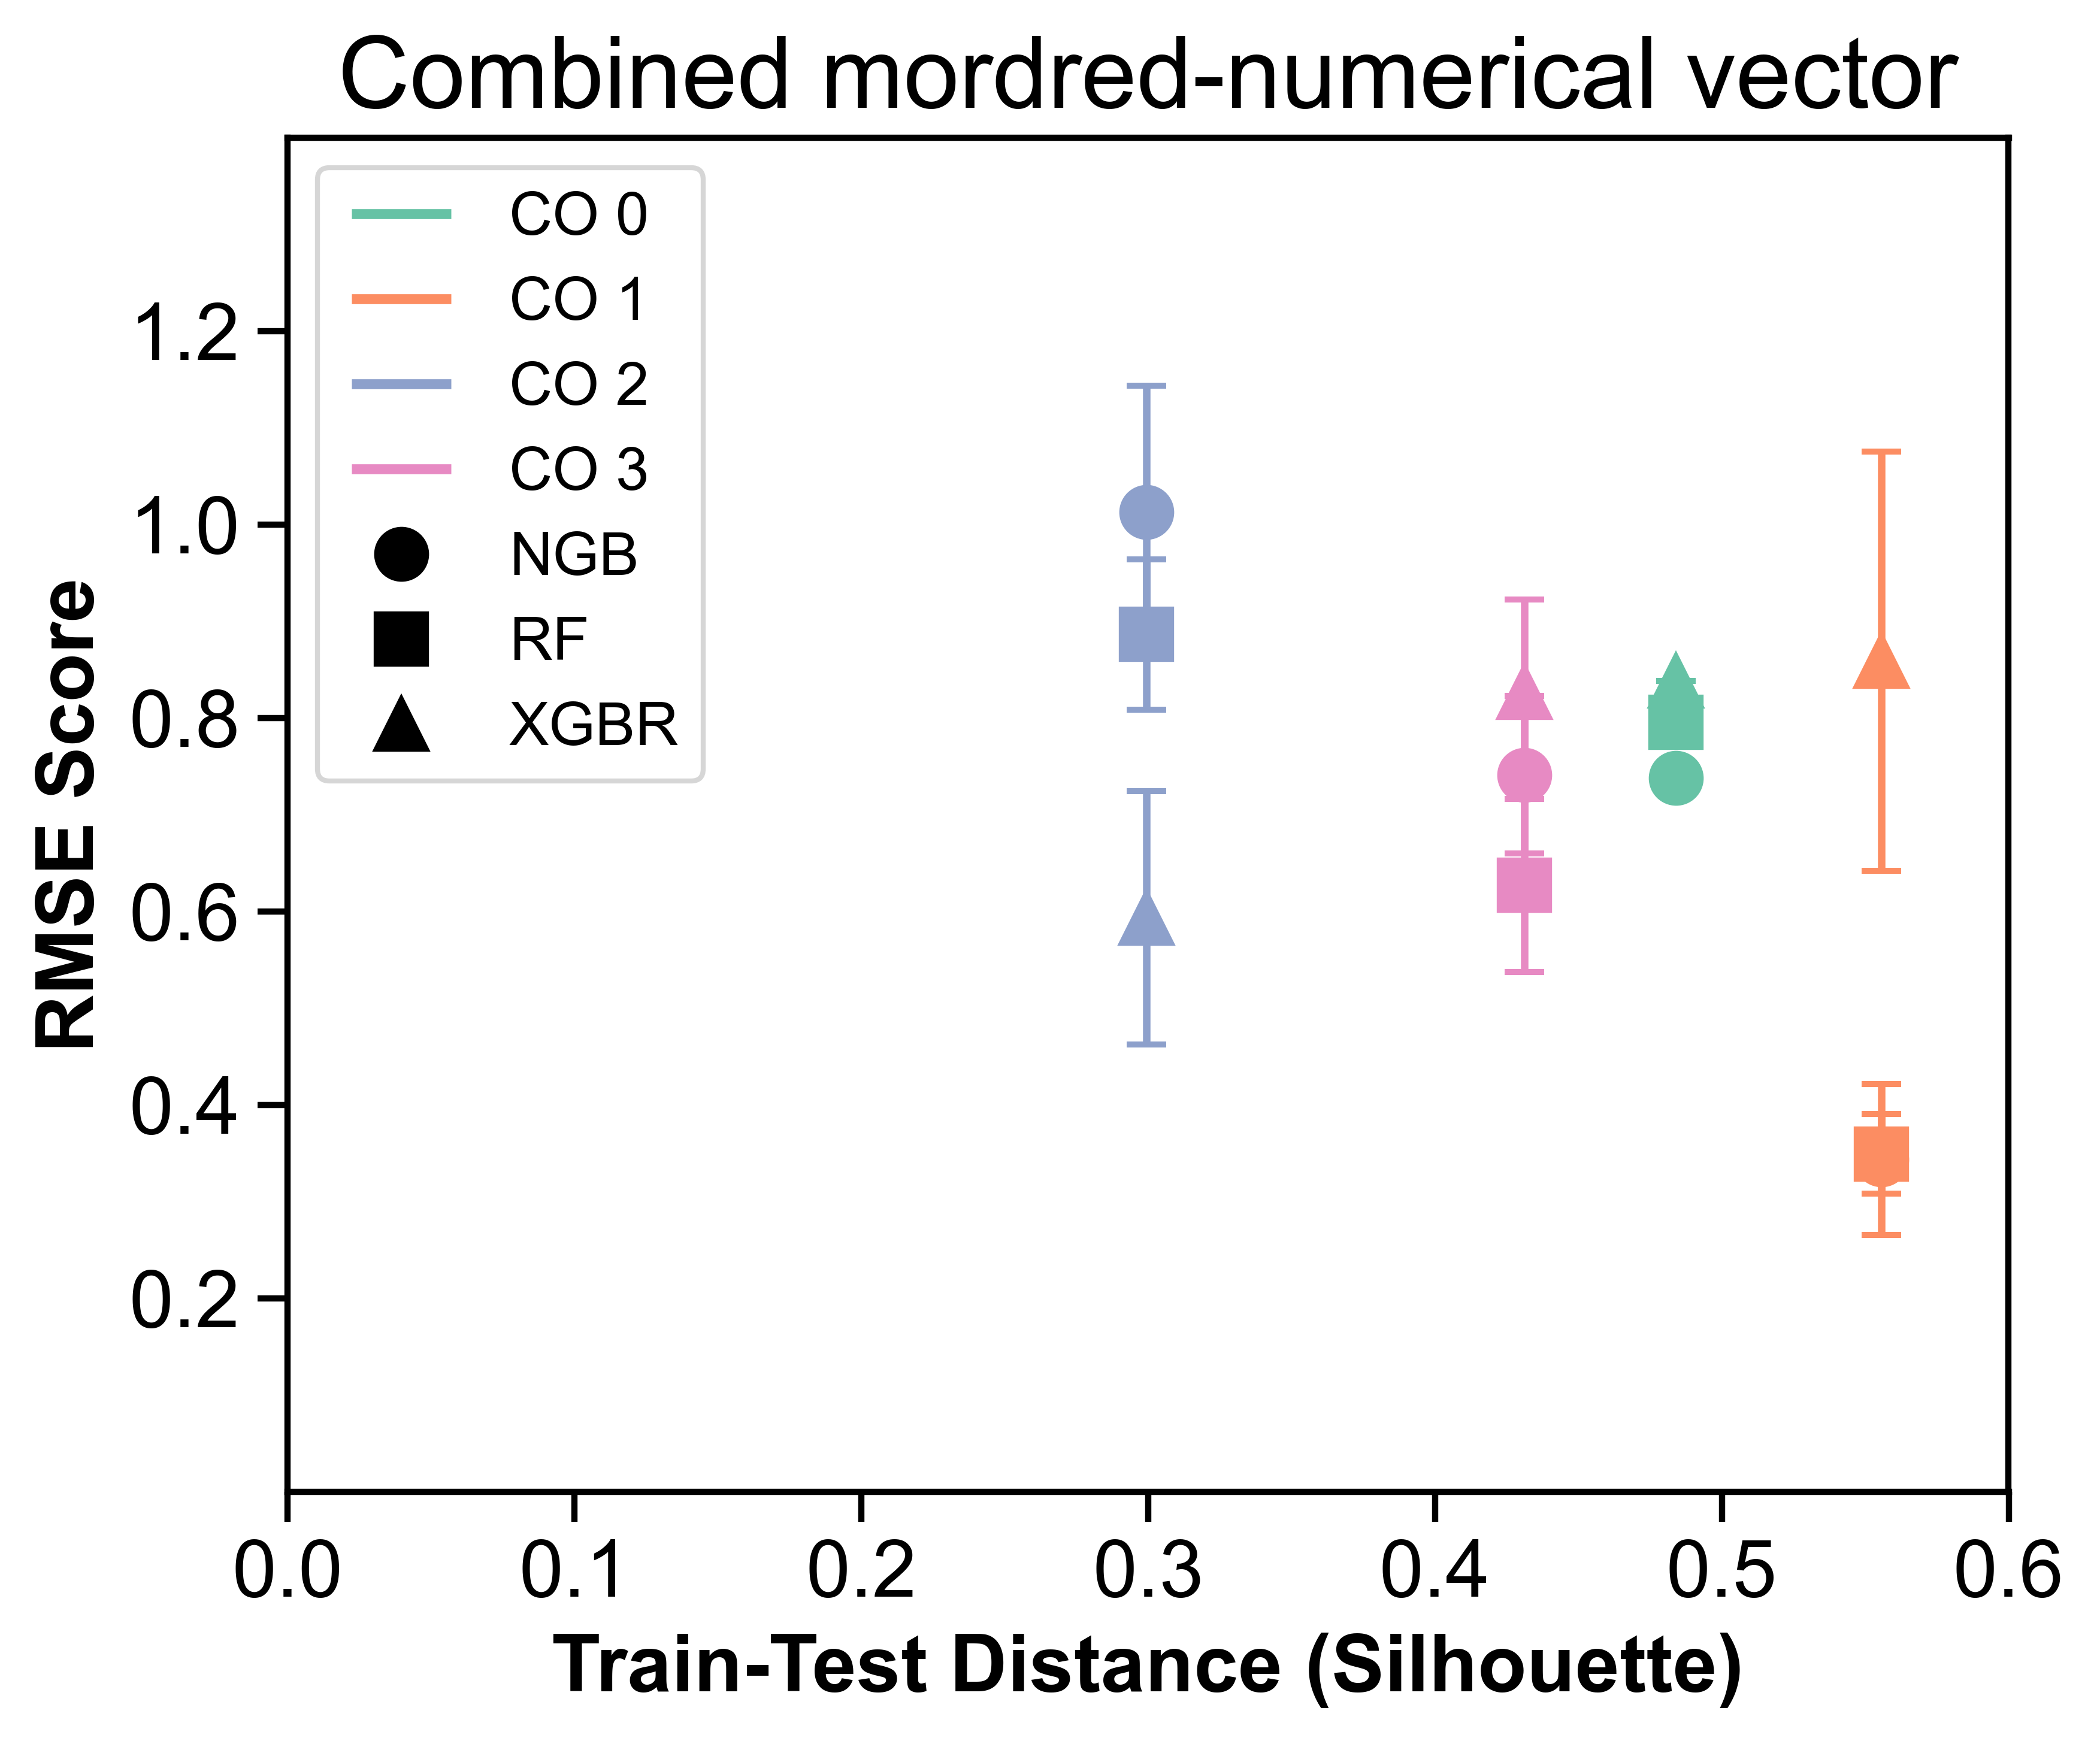 Combined mordred-numerical vector
CO 0
CO 1
CO 2
CO 3
NGB
RF
XGBR
RMSE Score
1.2
1.0
0.8
0.6
0.4
0.2
0.0 0.1 0.2 0.3 0.4 0.5 0.6
Train-Test Distance (Silhouette)